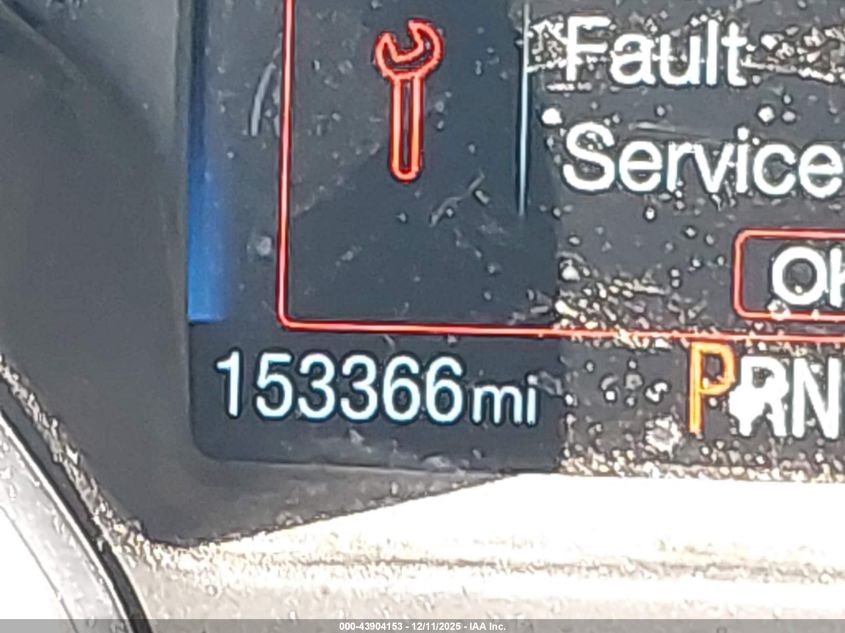 Fault
Service
OK
153366mi
PRN
000-43904153 - 12/11/2025 - IAA Inc.